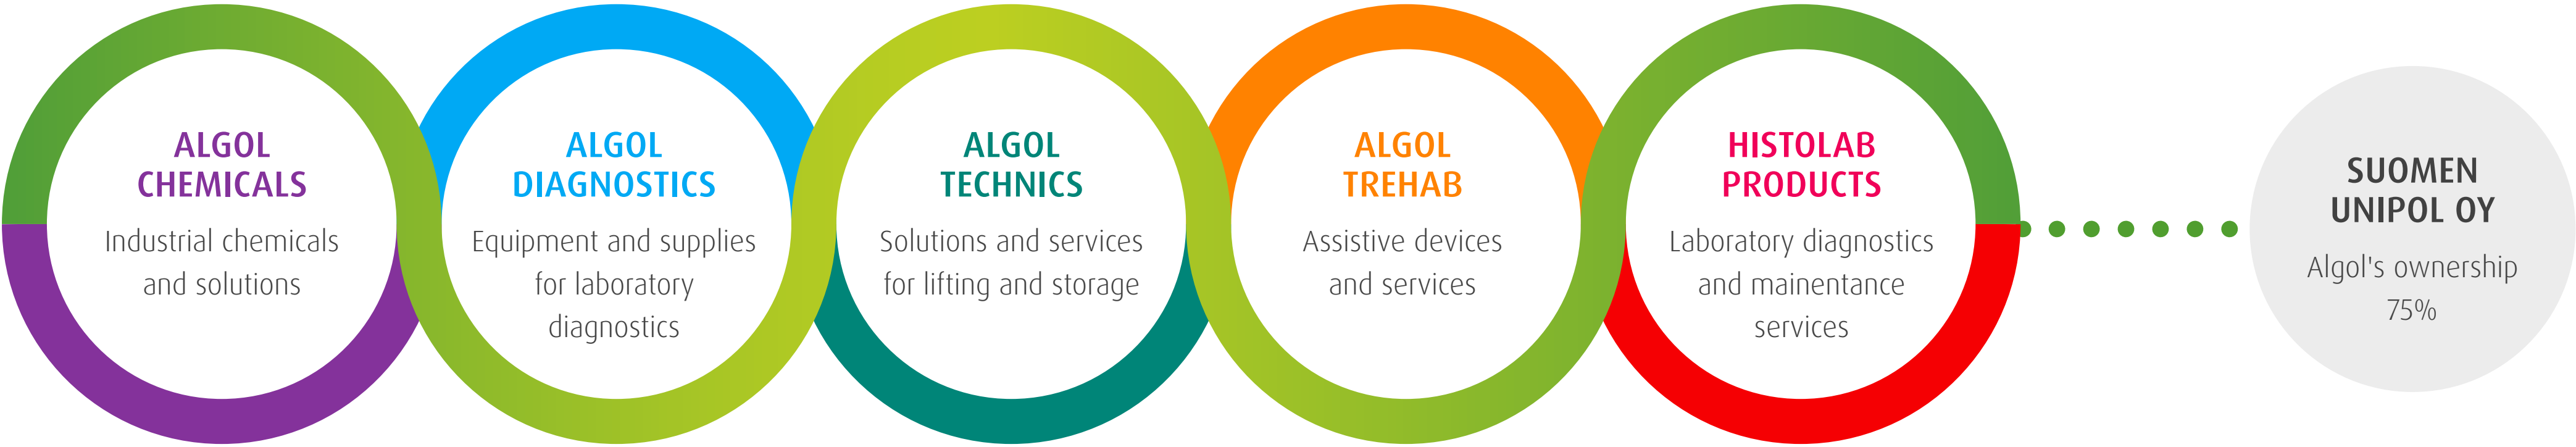 ALGOL
CHEMICALS
Industrial chemicals
and solutions
ALGOL
DIAGNOSTICS
Equipment and supplies
for laboratory
diagnostics
ALGOL
TECHNICS
Solutions and services
for lifting and storage
ALGOL
TREHAB
Assistive devices
and services
HISTOLAB
PRODUCTS
Laboratory diagnostics
and mainentance
services
SUOMEN
UNIPOL OY
Algol's ownership
75%